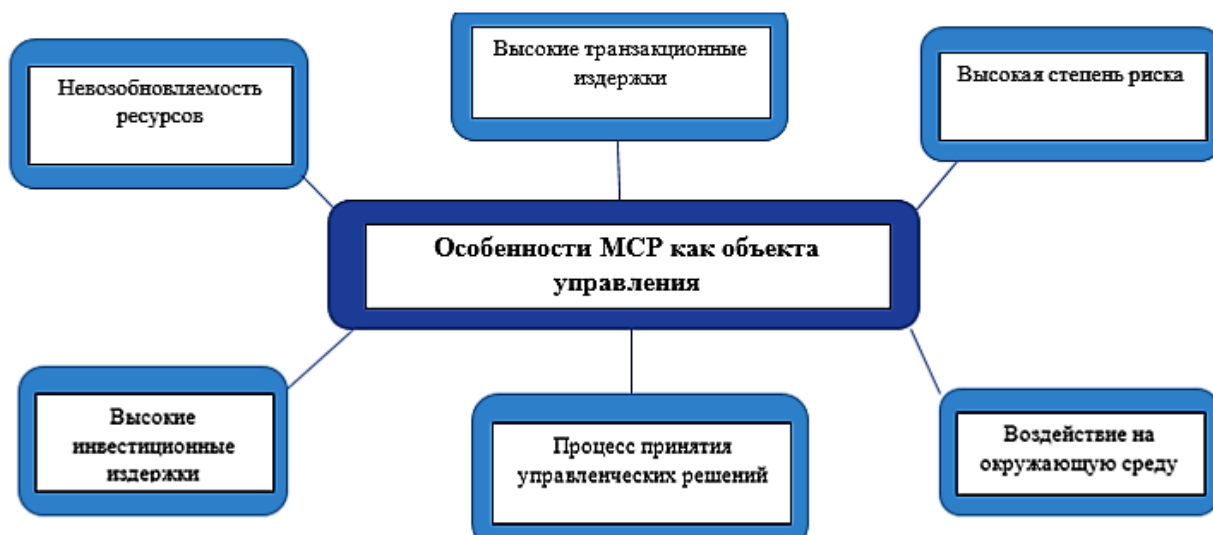 Невозобновляемость
ресурсов
Высокие транзакционные
издержки
Высокая степень риска
Особенности МСР как объекта
управления
Высокие
инвестиционные
издержки
Процесс принятия
управленческих решений
Воздействие на
окружающую среду